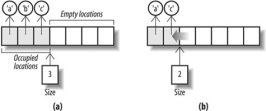 'a' 'b' 'c' Empty locations
Occupied
locations
3
Size
(a)
'a' 'c'
2
Size
(b)